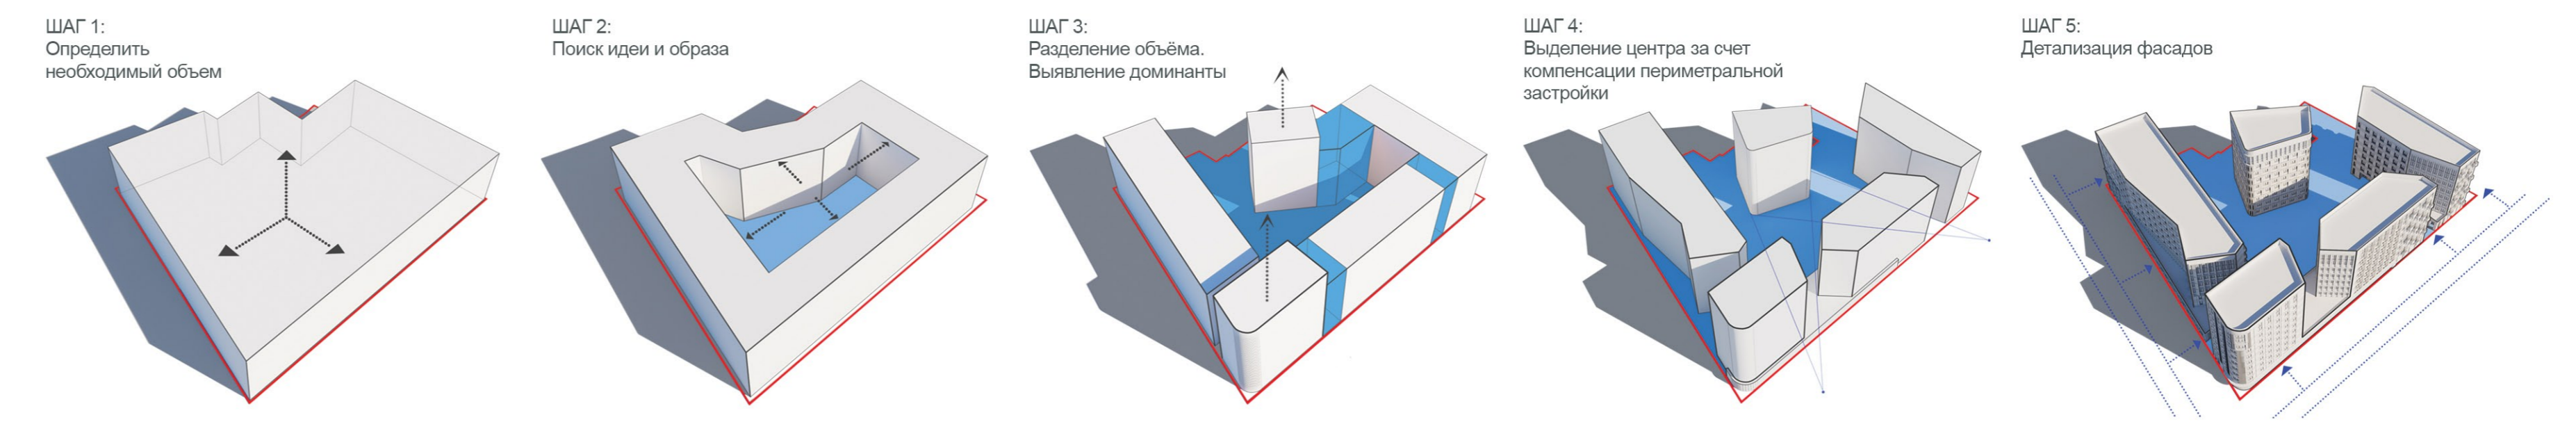 ШАГ 1:
Определить
необходимый объем
ШАГ 2:
Поиск идеи и образа
ШАГ 3:
Разделение объёма.
Выявление доминанты
ШАГ 4:
Выделение центра за счет
компенсации периметральной
застройки
ШАГ 5:
Детализация фасадов